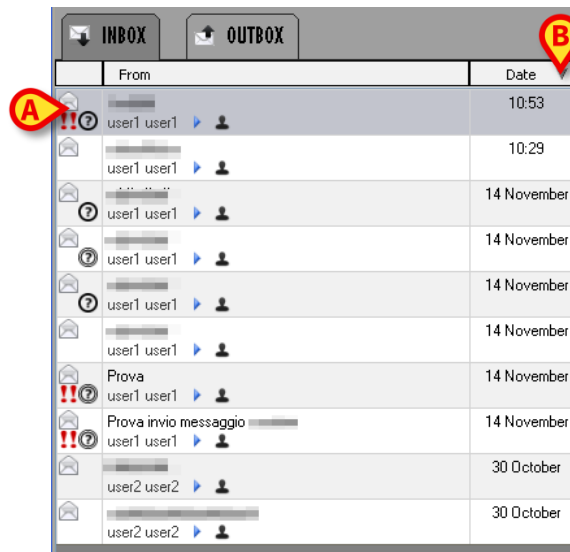 INBOX OUTBOX B
From Date
A 10:53
!! ? user1 user1
10:29
user1 user1
14 November
? user1 user1
14 November
? user1 user1
14 November
? user1 user1
14 November
user1 user1
Prova 14 November
!! ? user1 user1
Prova invio messaggio 14 November
!! ? user1 user1
30 October
user2 user2
30 October
user2 user2